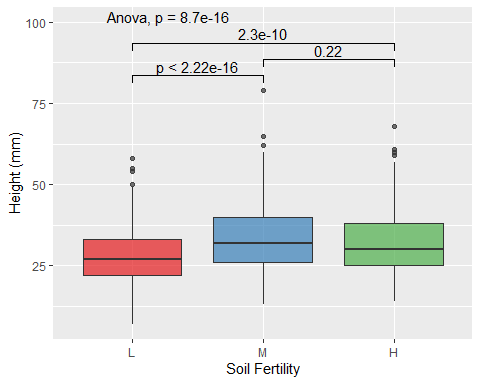 Anova, p = 8.7e-16
2.3e-10
0.22
p < 2.22e-16
100
75
50
25
Height (mm)
L M H
Soil Fertility